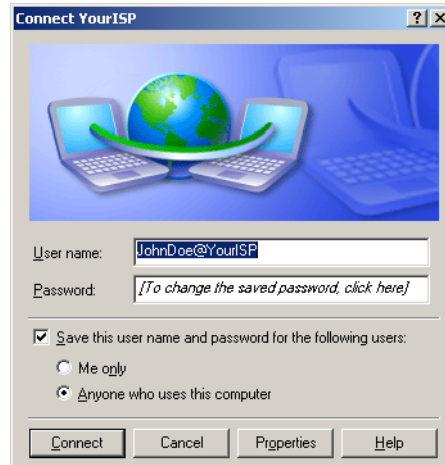 Connect YourISP
User name: JohnDoe@YourISP
Password: [To change the saved password, click here]
Save this user name and password for the following users:
Me only
Anyone who uses this computer
Connect Cancel Properties Help